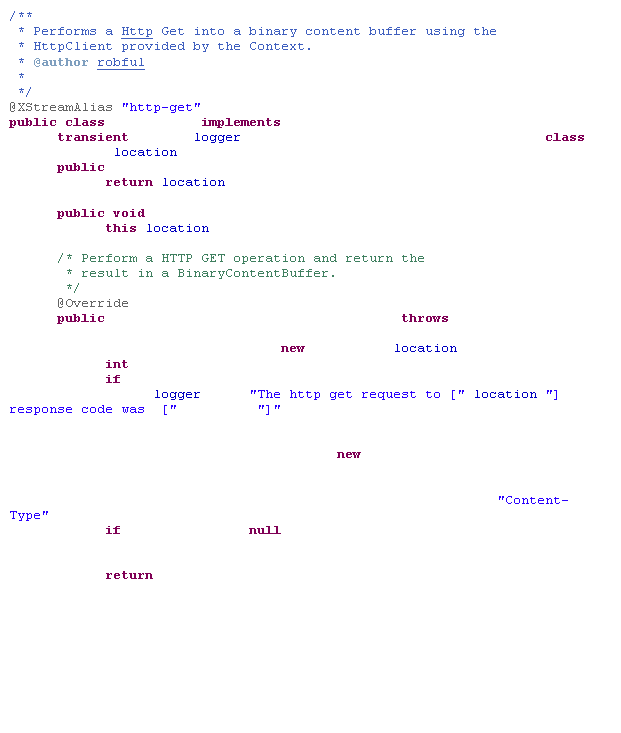 /**
 * Performs a Http Get into a binary content buffer using the
 * HttpClient provided by the Context.
 * @author robful
 *
 */
@XStreamAlias "http-get"
public class implements
transient logger class
location
public
return location
public void
this location
/* Perform a HTTP GET operation and return the
 * result in a BinaryContentBuffer.
 */
@Override
public throws
new location
int
if
logger "The http get request to [" location "]
response code was  [" "]"
new
"Content-
Type"
if null
return